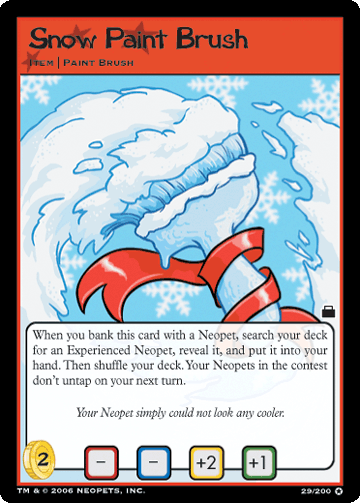 Snow Paint Brush
Item | Paint Brush
When you bank this card with a Neopet, search your deck
for an Experienced Neopet, reveal it, and put it into your
hand. Then shuffle your deck. Your Neopets in the contest
don't untap on your next turn.
Your Neopet simply could not look any cooler.
2
–
–
+2
+1
TM & © 2006 NEOPETS, INC.
29/200